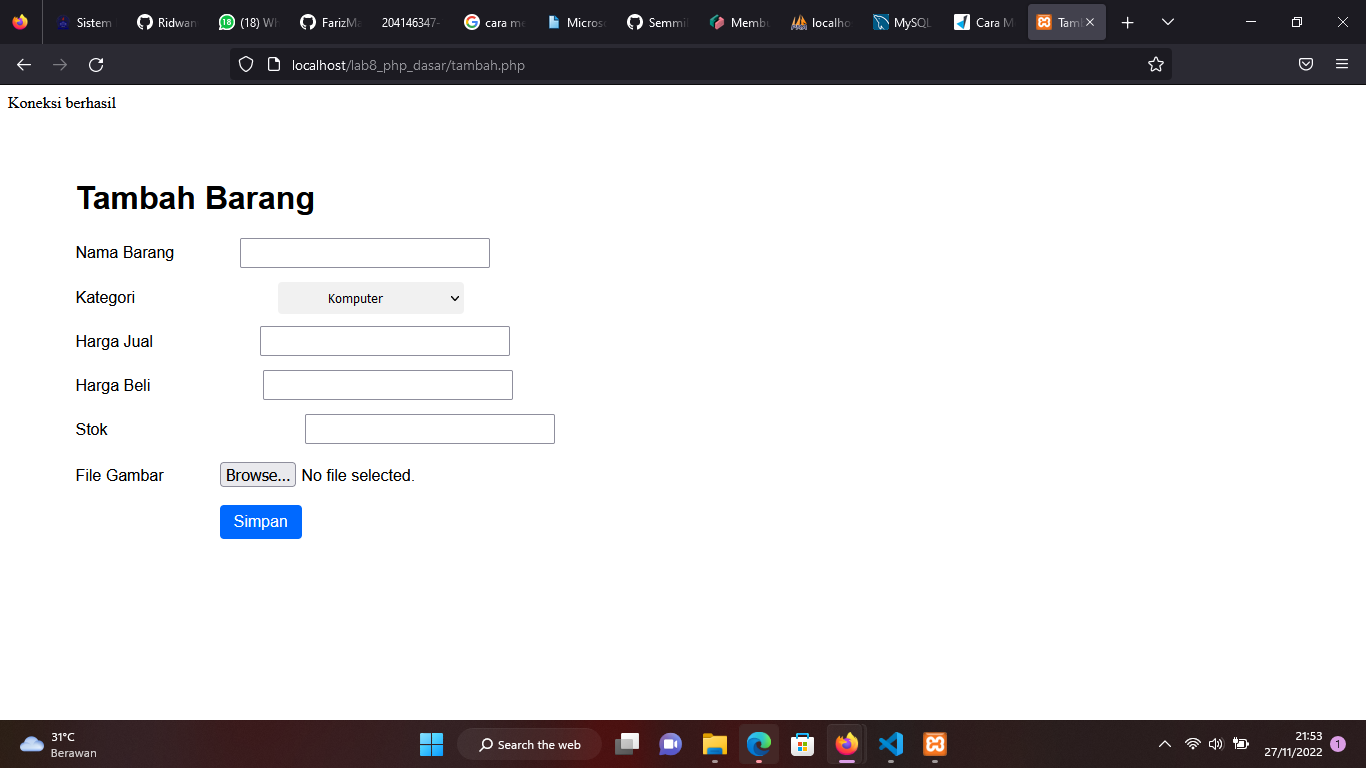 Sistem
Ridwan
(18) Wh
FarizMa
204146347-
cara me
Micros
Semmi
Memb
localho
MySQL
Cara M
Tam
localhost/lab8_php_dasar/tambah.php
Koneksi berhasil
Tambah Barang
Nama Barang
Kategori Komputer
Harga Jual
Harga Beli
Stok
File Gambar Browse... No file selected.
Simpan
31°C
Berawan
Search the web
21:53
27/11/2022
1